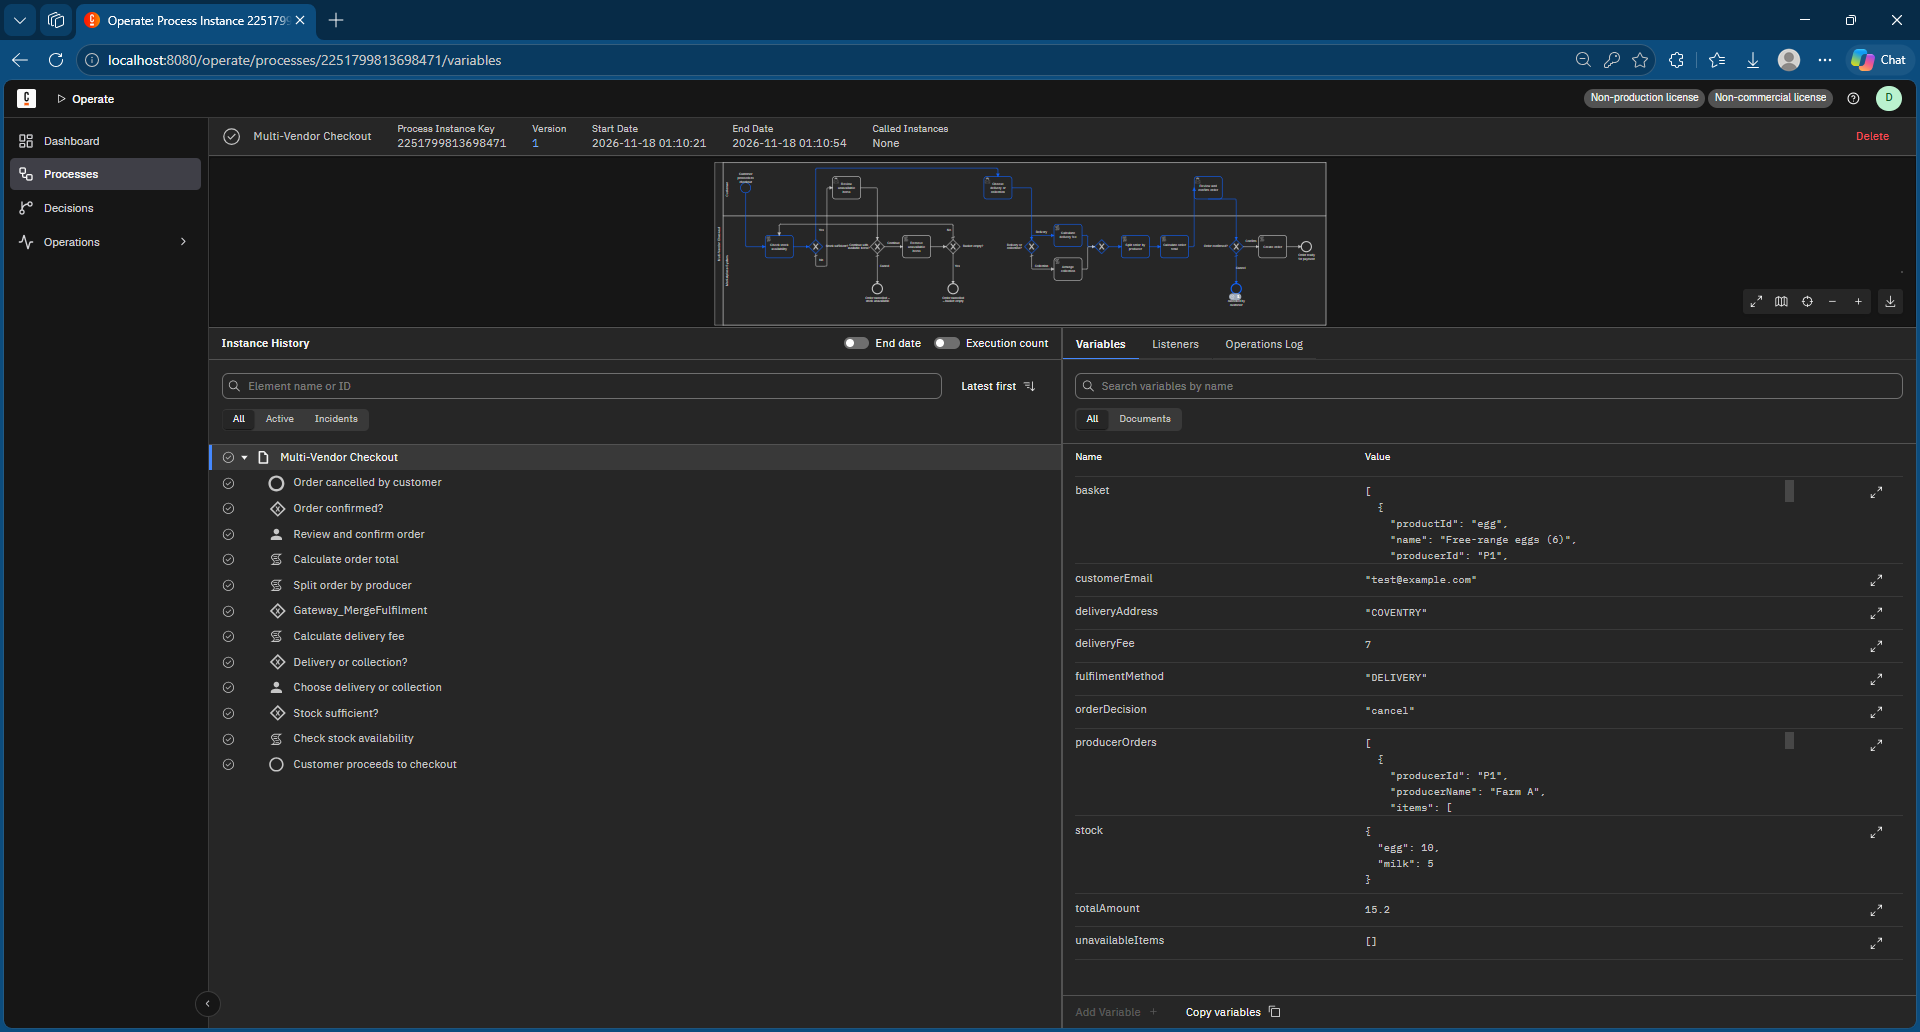 Operate: Process Instance 2251799
localhost:8080/operate/processes/2251799813698471/variables
Chat
Operate
Non-production license
Non-commercial license
D
Dashboard
Processes
Decisions
Operations
Multi-Vendor Checkout
Process Instance Key
2251799813698471
Version
1
Start Date
2026-11-18 01:10:21
End Date
2026-11-18 01:10:54
Called Instances
None
Delete
Instance History
End date
Execution count
Element name or ID
Latest first
All
Active
Incidents
Multi-Vendor Checkout
Order cancelled by customer
Order confirmed?
Review and confirm order
Calculate order total
Split order by producer
Gateway_MergeFulfilment
Calculate delivery fee
Delivery or collection?
Choose delivery or collection
Stock sufficient?
Check stock availability
Customer proceeds to checkout
Variables
Listeners
Operations Log
Search variables by name
All
Documents
Name
Value
basket
[
{
"productId": "egg",
"name": "Free-range eggs (6)",
"producerId": "P1",
customerEmail
"test@example.com"
deliveryAddress
"COVENTRY"
deliveryFee
7
fulfilmentMethod
"DELIVERY"
orderDecision
"cancel"
producerOrders
[
{
"producerId": "P1",
"producerName": "Farm A",
"items": [
stock
{
"egg": 10,
"milk": 5
}
totalAmount
15.2
unavailableItems
[]
Add Variable +
Copy variables